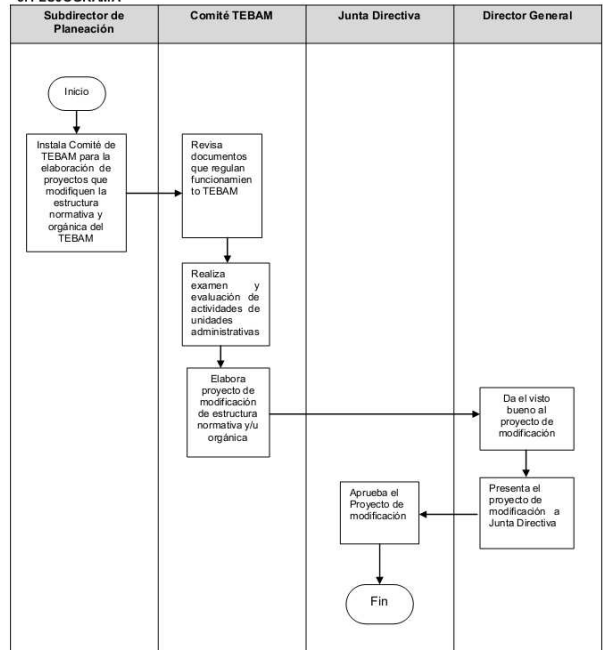 Subdirector de
Planeación
Comité TEBAM
Junta Directiva
Director General
Inicio
Instala Comité de
TEBAM para la
elaboración de
proyectos que
modifiquen la
estructura
normativa y
orgánica del
TEBAM
Revisa
documentos
que regulan
funcionamien
to TEBAM
Realiza
examen y
evaluación de
actividades de
unidades
administrativas
Elabora
proyecto de
modificación
de estructura
normativa y/u
orgánica
Da el visto
bueno al
proyecto de
modificación
Presenta el
proyecto de
modificación a
Junta Directiva
Aprueba el
Proyecto de
modificación
Fin